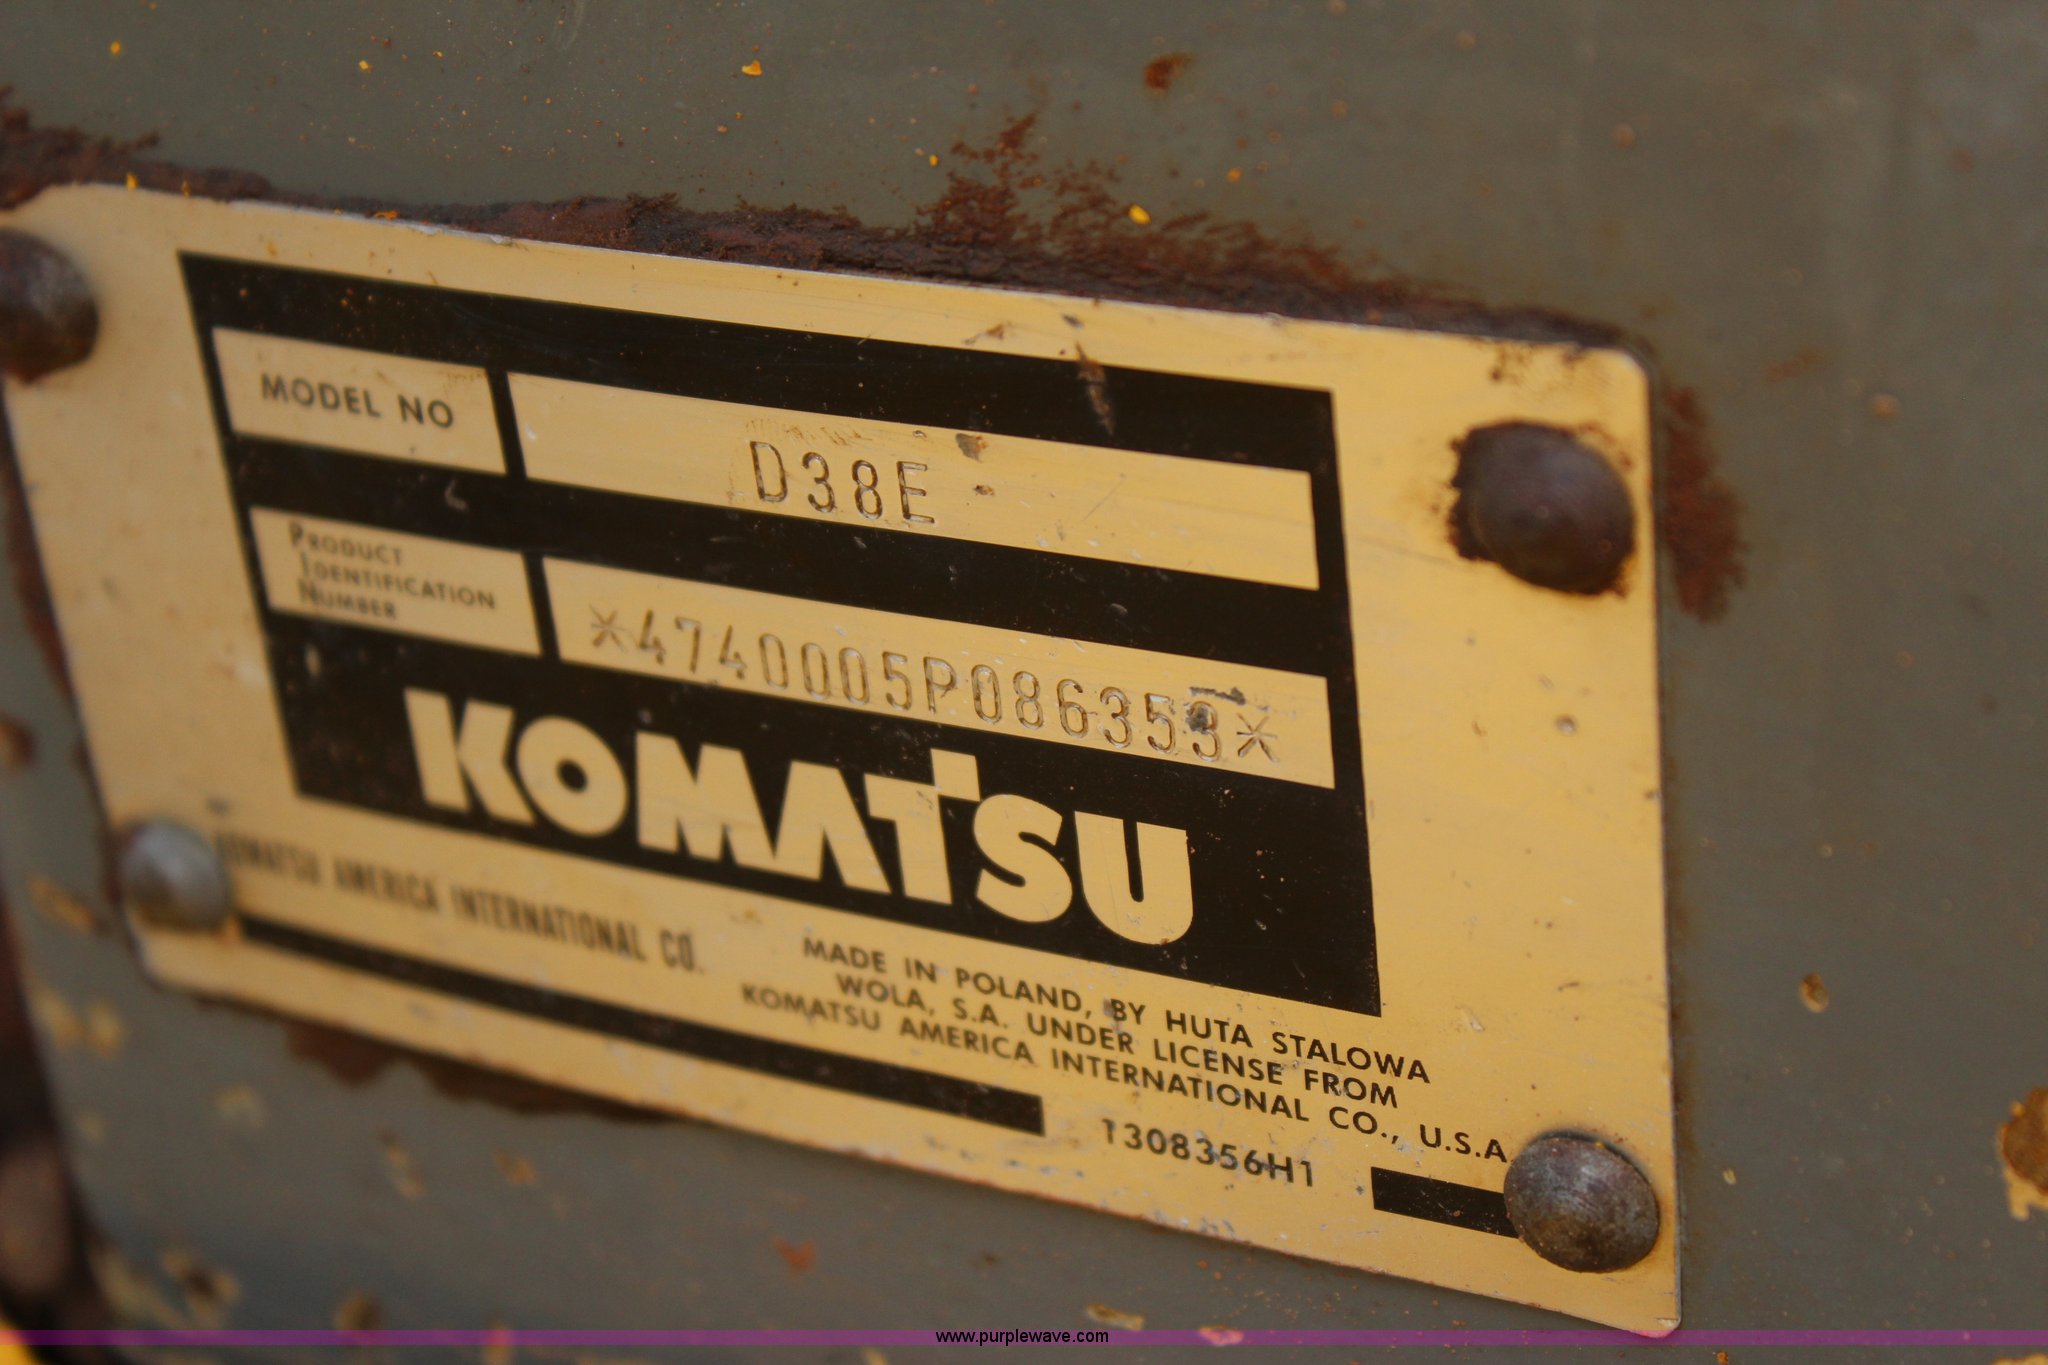 MODEL NO
D38E
PRODUCT
IDENTIFICATION
NUMBER
*4740005P086353*
KOMATSU
KOMATSU AMERICA INTERNATIONAL CO.
MADE IN POLAND, BY HUTA STALOWA
WOLA, S.A. UNDER LICENSE FROM
KOMATSU AMERICA INTERNATIONAL CO., U.S.A
1308356H1
www.purplewave.com